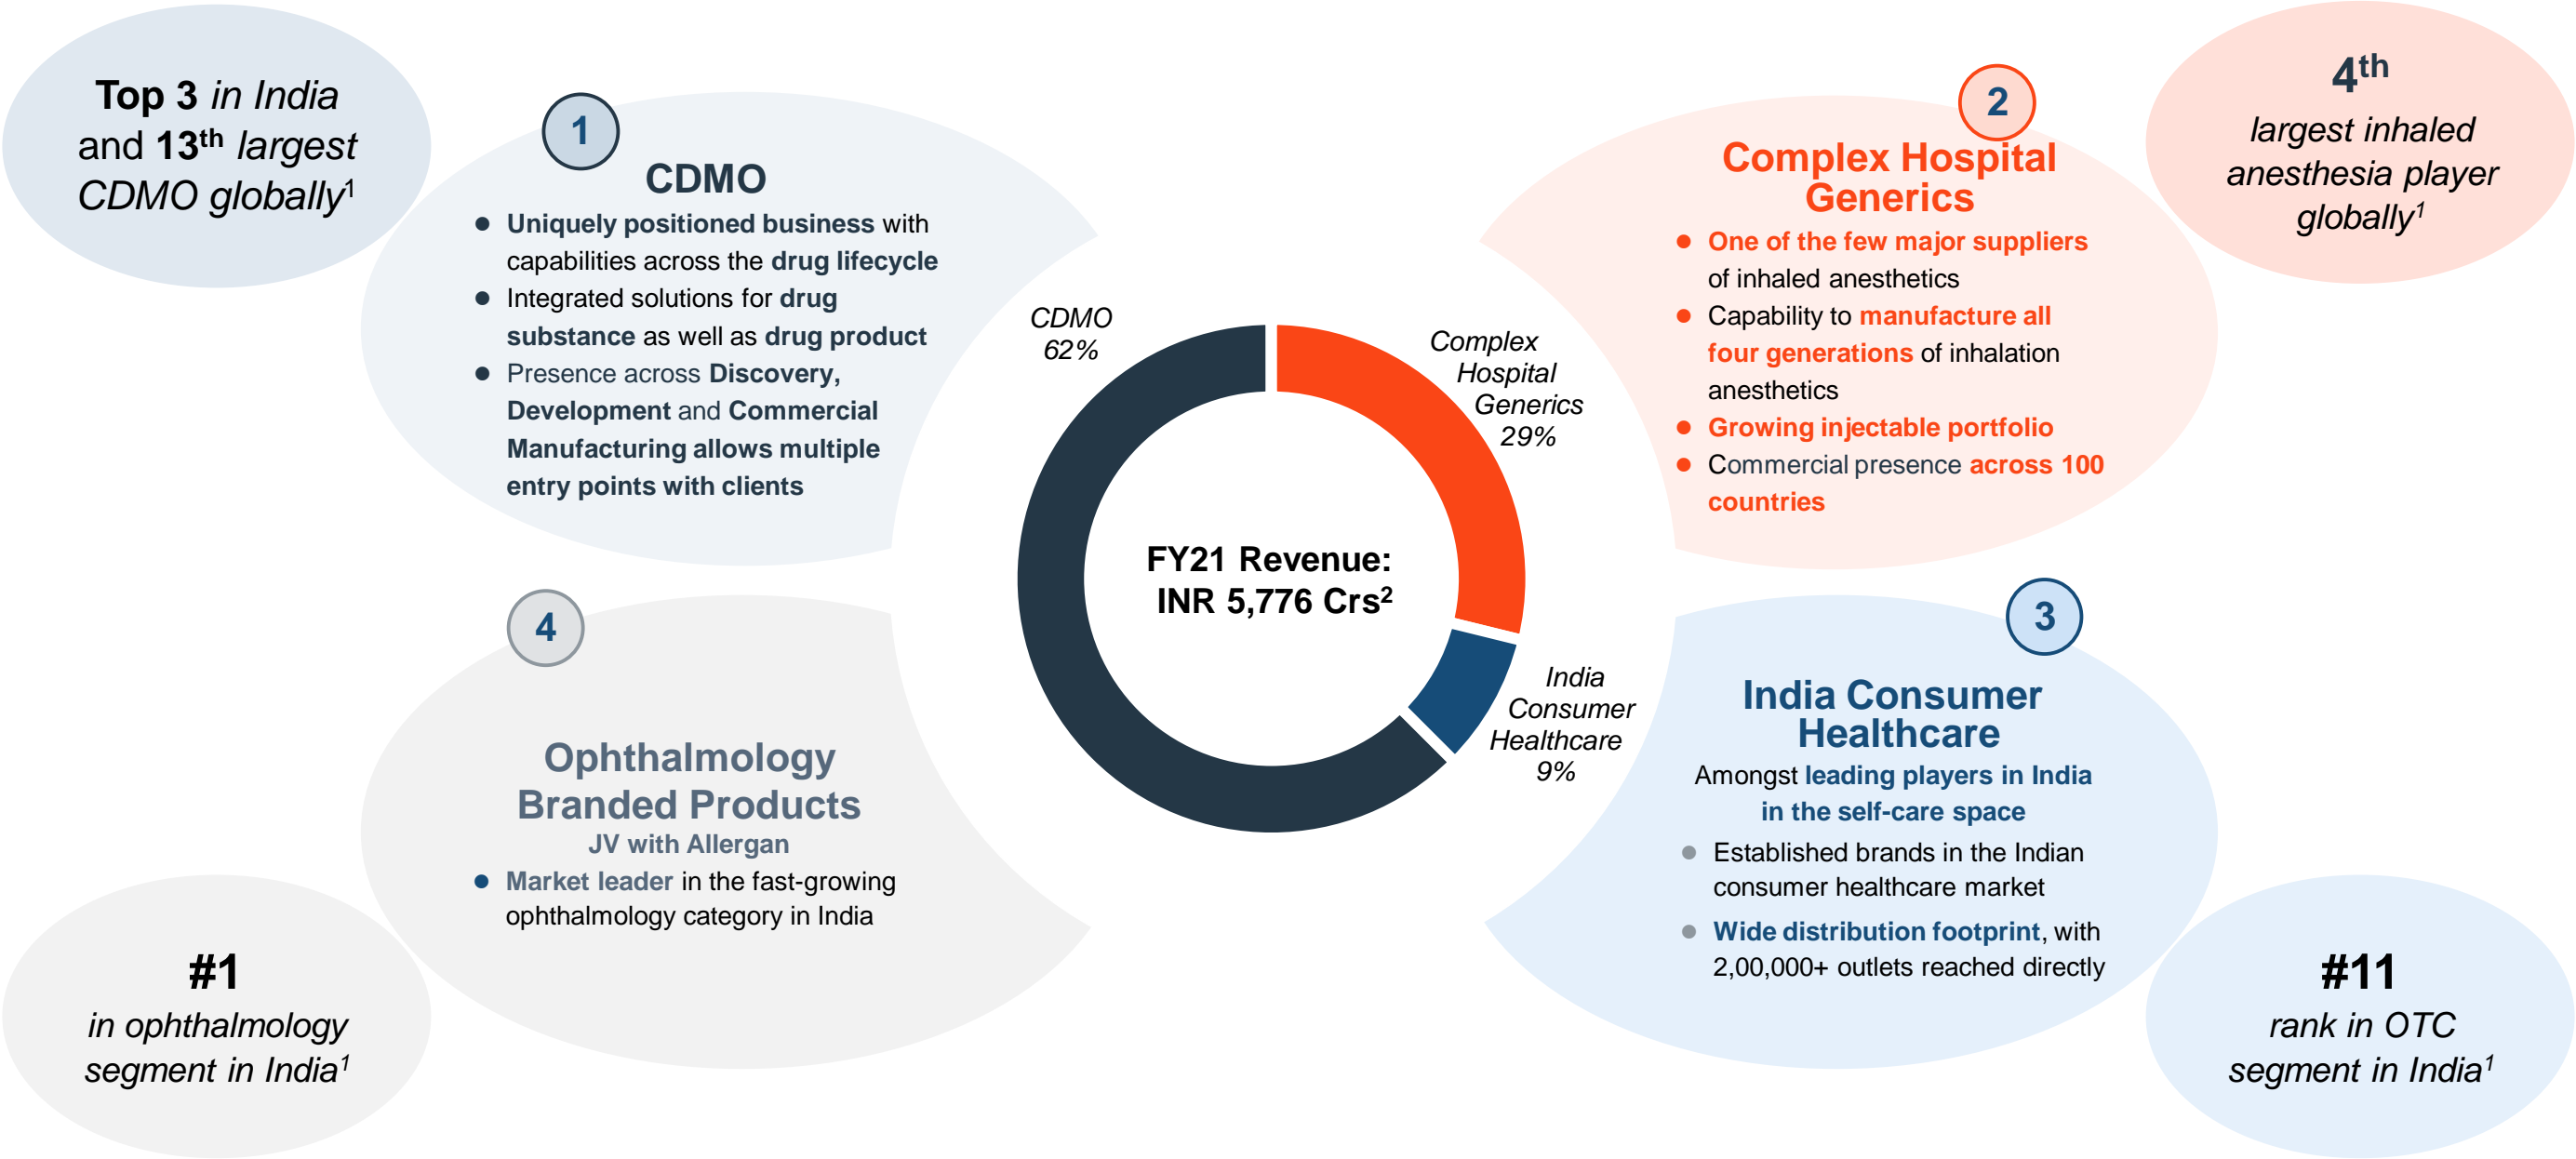 Top 3 in India
and 13th largest
CDMO globally1
1
CDMO
● Uniquely positioned business with
capabilities across the drug lifecycle
● Integrated solutions for drug
substance as well as drug product
● Presence across Discovery,
Development and Commercial
Manufacturing allows multiple
entry points with clients
2
Complex Hospital
Generics
● One of the few major suppliers
of inhaled anesthetics
● Capability to manufacture all
four generations of inhalation
anesthetics
● Growing injectable portfolio
● Commercial presence across 100
countries
4th
largest inhaled
anesthesia player
globally1
CDMO
62%
Complex
Hospital
Generics
29%
FY21 Revenue:
INR 5,776 Crs2
India
Consumer
Healthcare
9%
4
Ophthalmology
Branded Products
JV with Allergan
● Market leader in the fast-growing
ophthalmology category in India
#1
in ophthalmology
segment in India1
3
India Consumer
Healthcare
Amongst leading players in India
in the self-care space
● Established brands in the Indian
consumer healthcare market
● Wide distribution footprint, with
2,00,000+ outlets reached directly
#11
rank in OTC
segment in India1